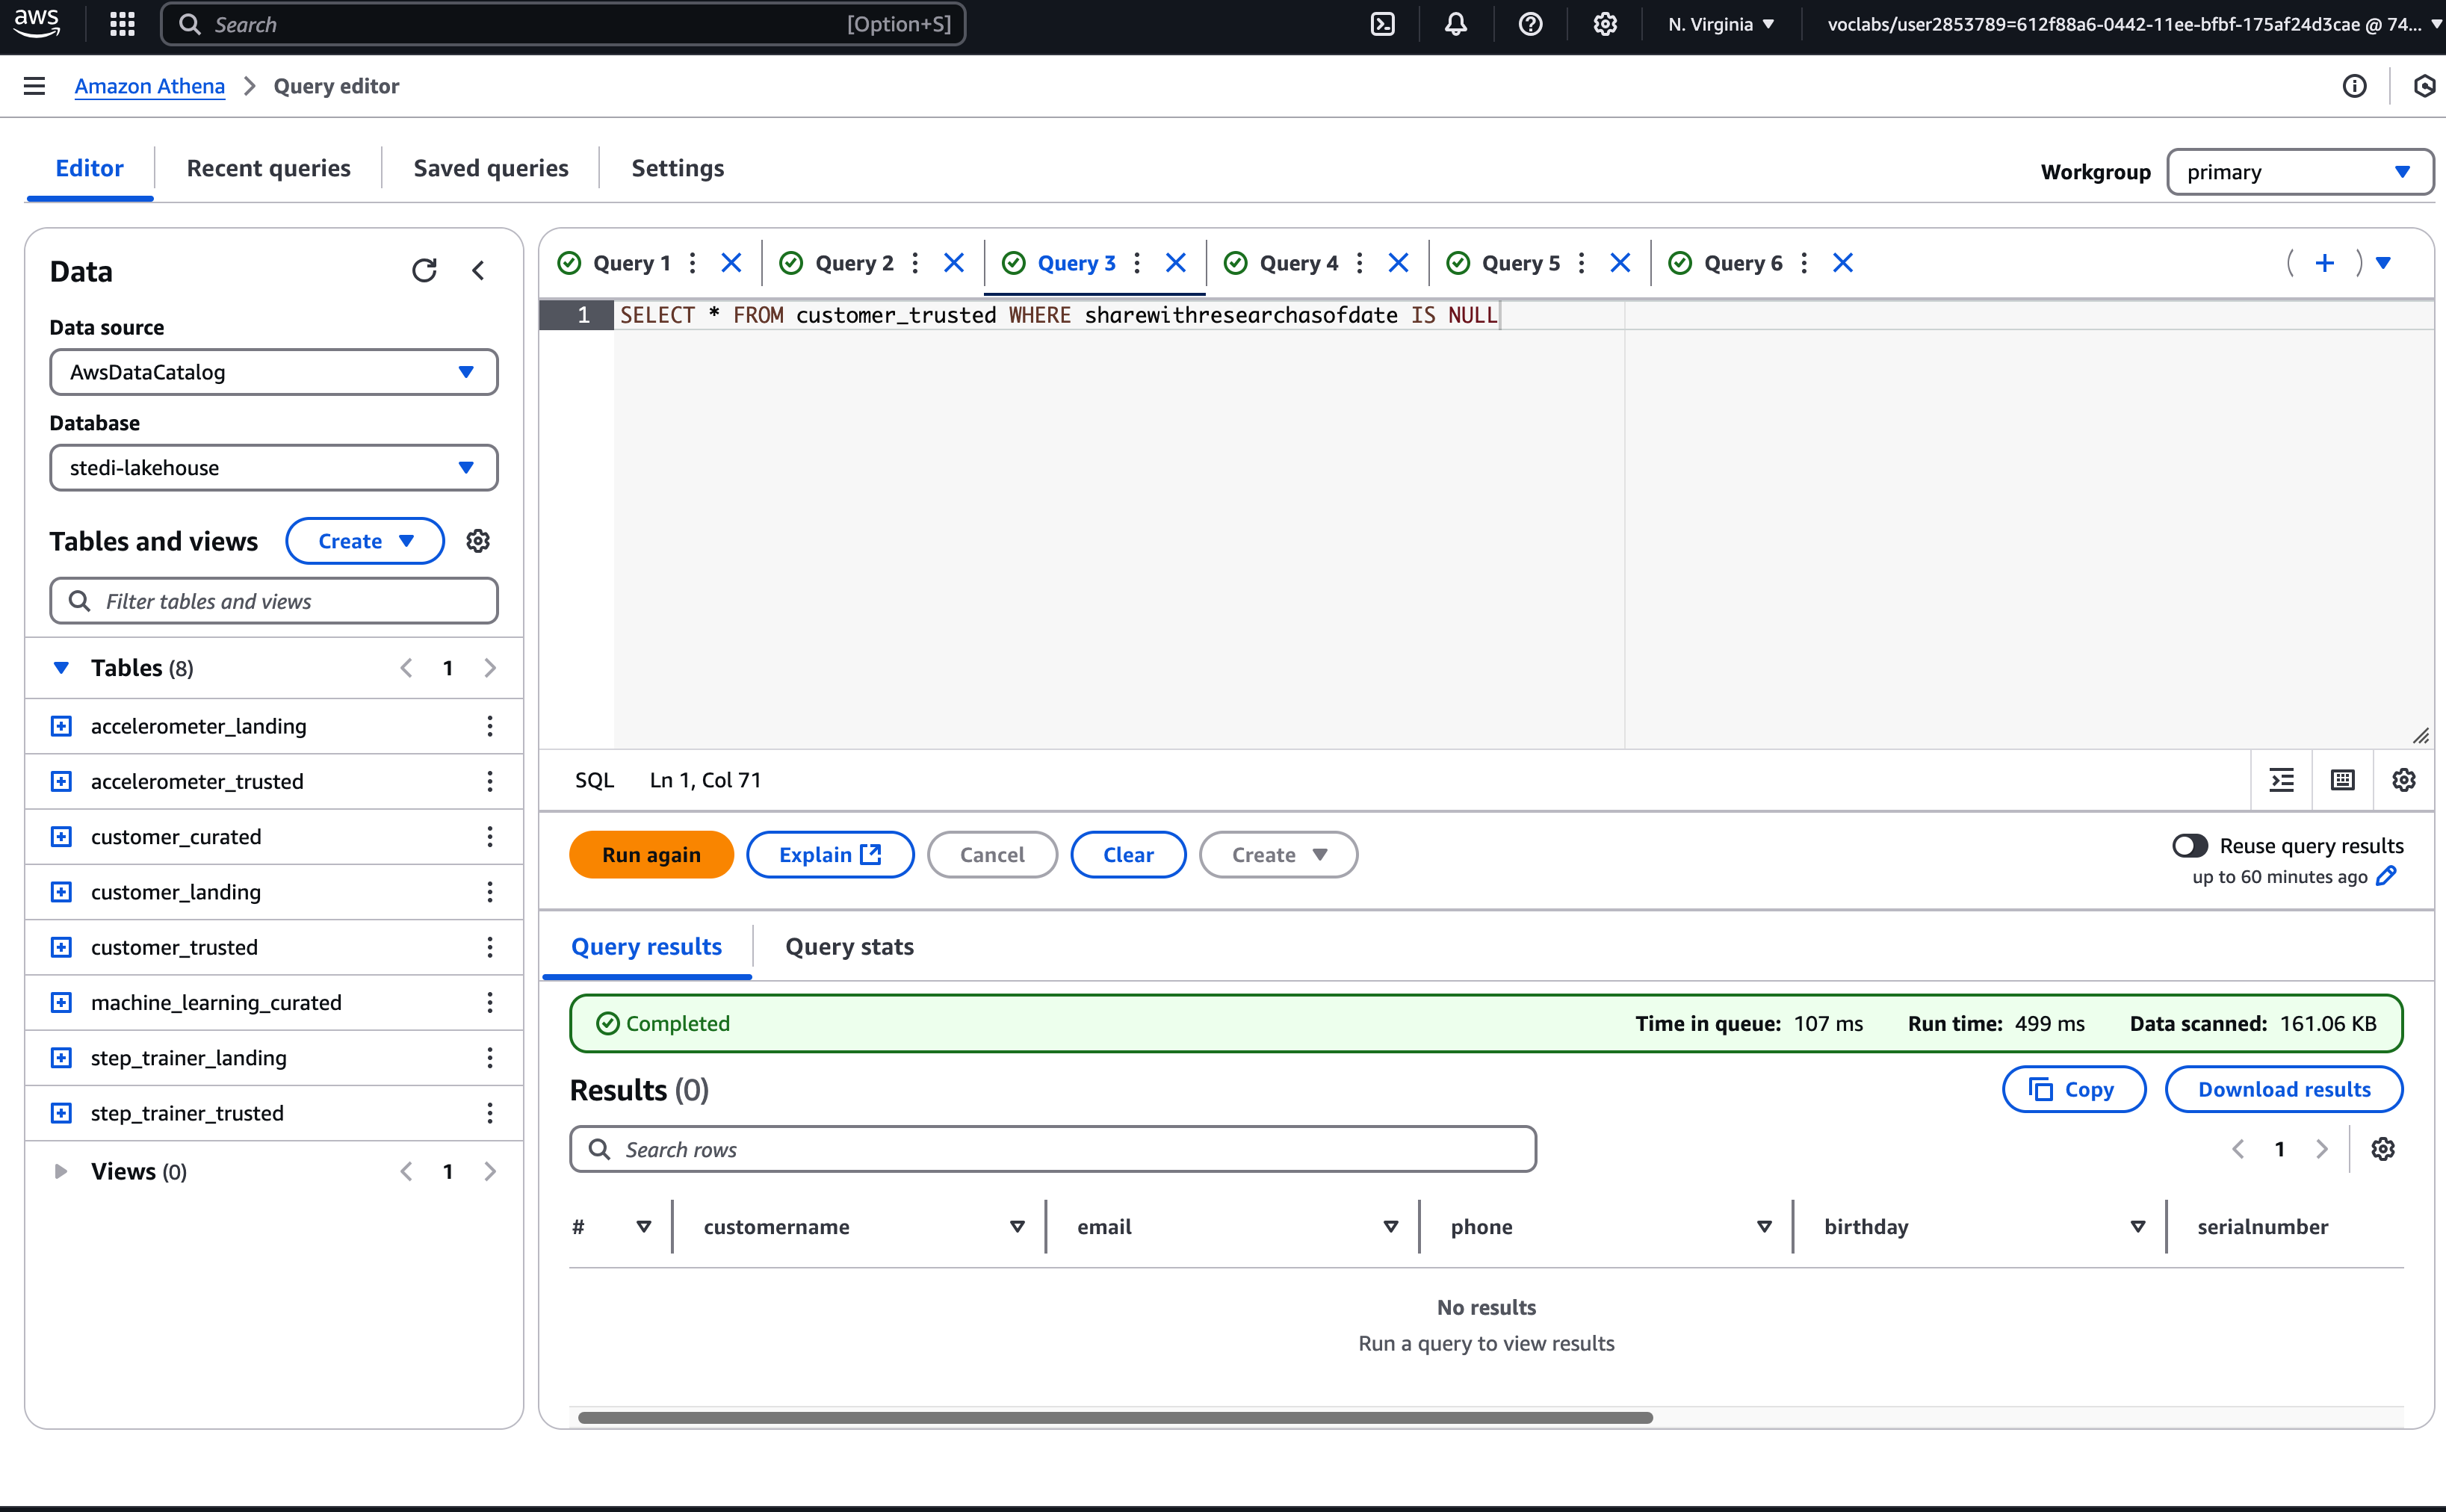 aws
Search
[Option+S]
N. Virginia
voclabs/user2853789=612f88a6-0442-11ee-bfbf-175af24d3cae @ 74...
Amazon Athena
Query editor
Editor
Recent queries
Saved queries
Settings
Workgroup
primary
Data
Data source
AwsDataCatalog
Database
stedi-lakehouse
Tables and views
Create
Filter tables and views
Tables (8)
1
accelerometer_landing
accelerometer_trusted
customer_curated
customer_landing
customer_trusted
machine_learning_curated
step_trainer_landing
step_trainer_trusted
Views (0)
1
Query 1
Query 2
Query 3
Query 4
Query 5
Query 6
1
SELECT * FROM customer_trusted WHERE sharewithresearchasofdate IS NULL
SQL
Ln 1, Col 71
Run again
Explain
Cancel
Clear
Create
Reuse query results
up to 60 minutes ago
Query results
Query stats
Completed
Time in queue: 107 ms
Run time: 499 ms
Data scanned: 161.06 KB
Results (0)
Copy
Download results
Search rows
1
#
customername
email
phone
birthday
serialnumber
No results
Run a query to view results